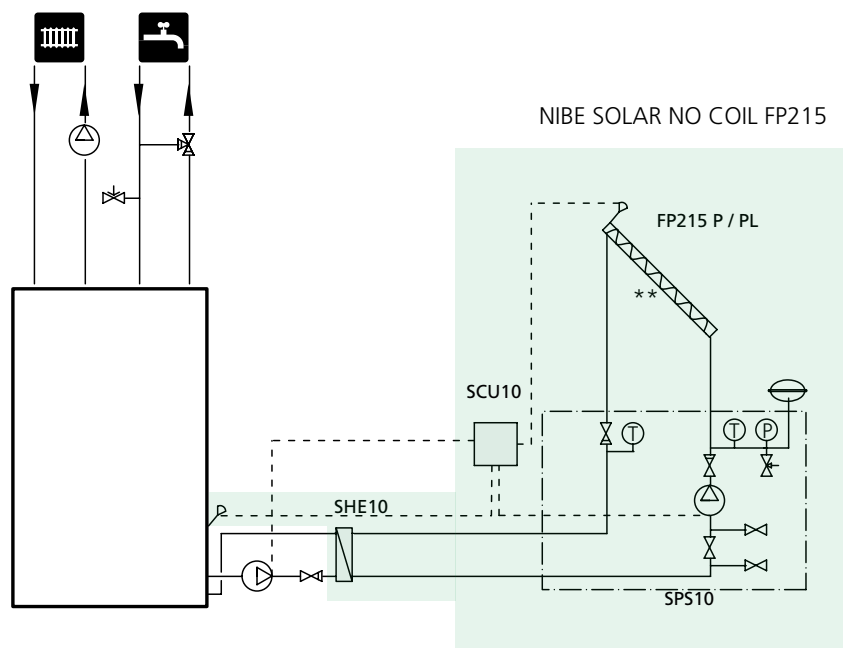 NIBE SOLAR NO COIL FP215
FP215 P / PL
**
SCU10
T
T
P
SHE10
SPS10